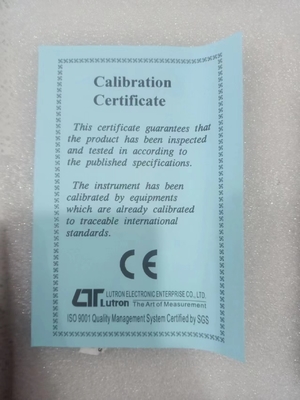 Calibration
Certificate
This certificate guarantees that
the product has been inspected
and tested in according to
the published specifications.
The instrument has been
calibrated by equipments
which are already calibrated
to traceable international
standards.
CE
LUTRON ELECTRONIC ENTERPRISE CO., LTD.
Lutron The Art of Measurement
ISO 9001 Quality Management System Certified by SGS